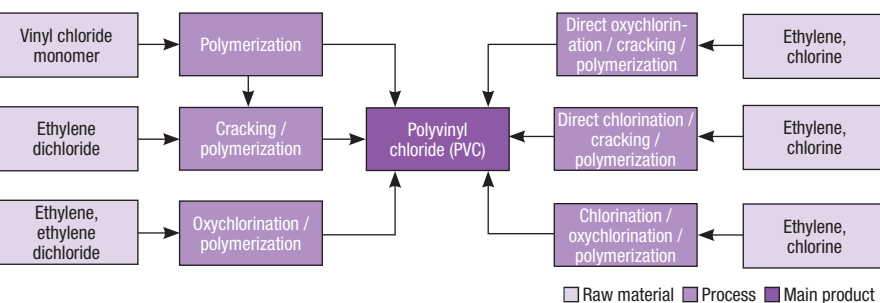 Vinyl chloride
monomer
Polymerization
Direct oxychlorin-
ation / cracking /
polymerization
Ethylene,
chlorine
Ethylene
dichloride
Cracking /
polymerization
Polyvinyl
chloride (PVC)
Direct chlorination /
cracking /
polymerization
Ethylene,
chlorine
Ethylene,
ethylene
dichloride
Oxychlorination /
polymerization
Chlorination /
oxychlorination /
polymerization
Ethylene,
chlorine
Raw material Process Main product